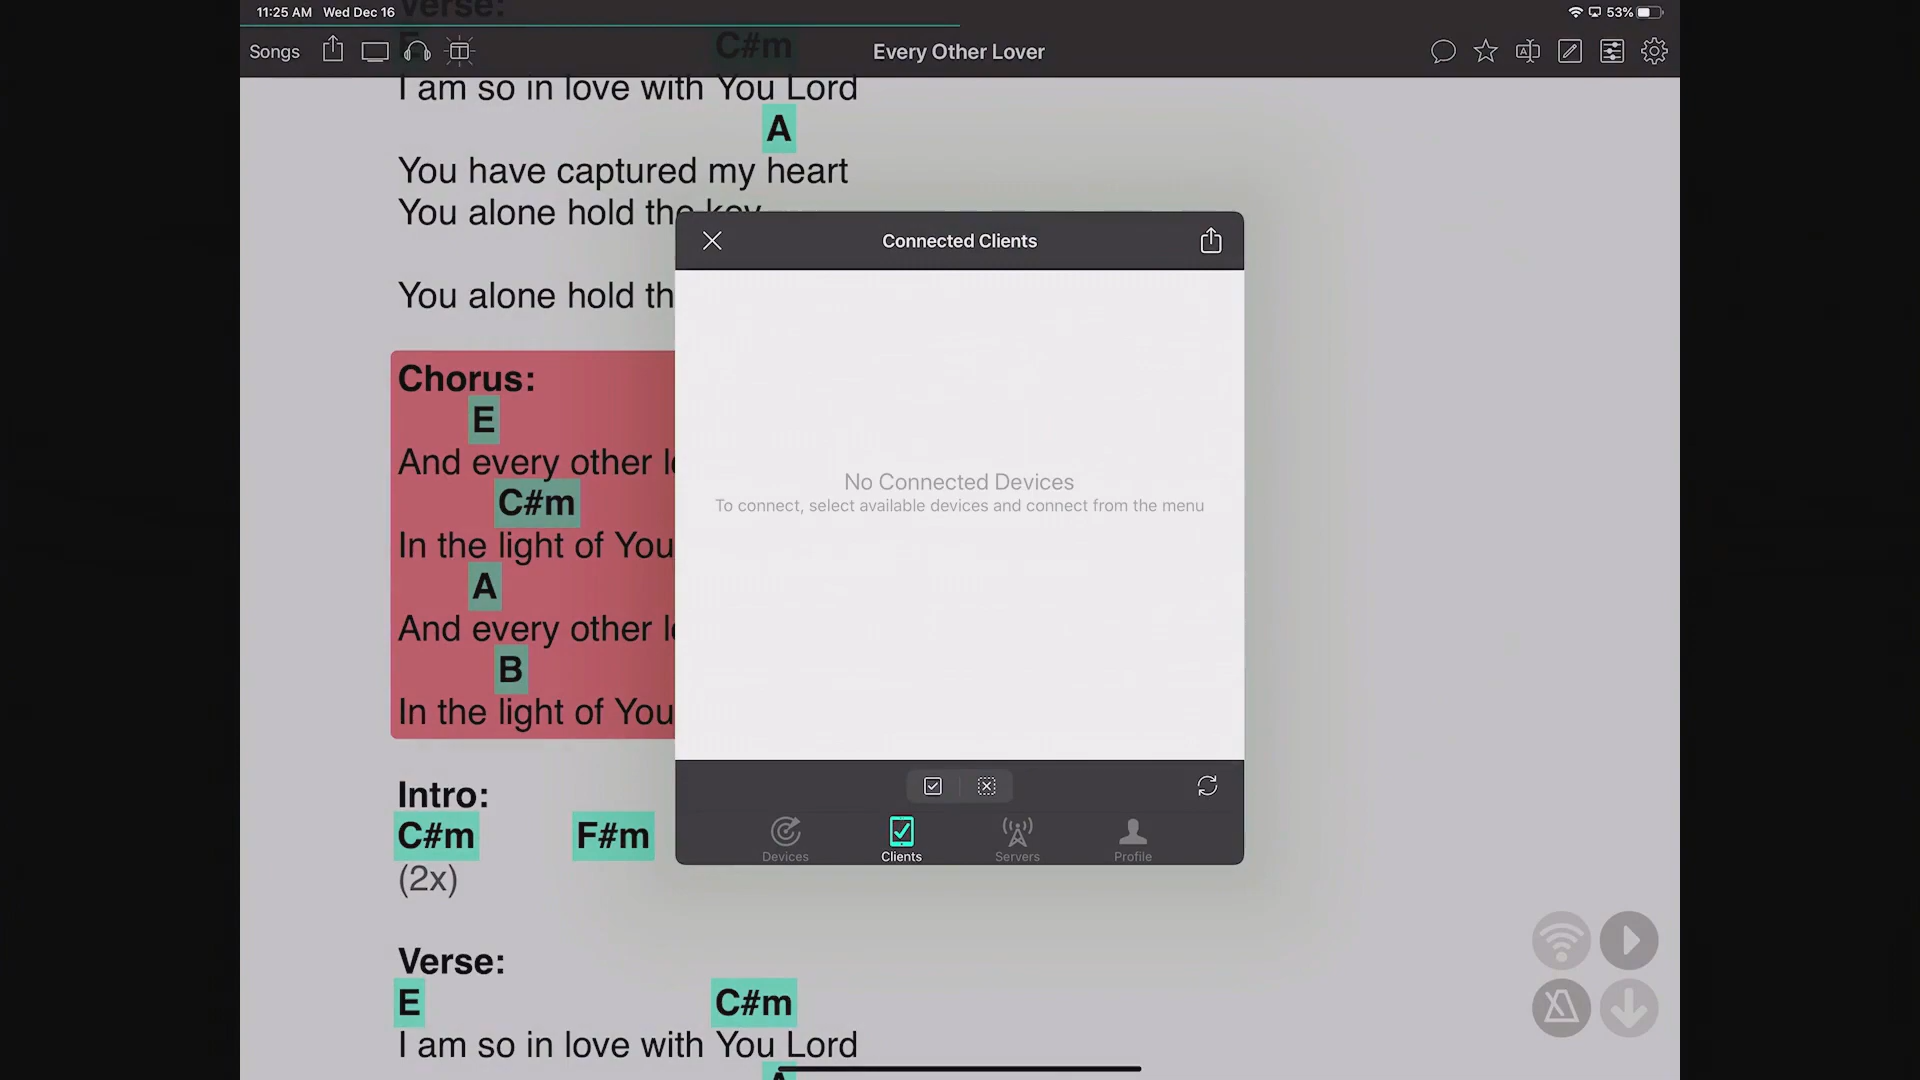 11:25 AM Wed Dec 16
53%
Verse:
Songs
Every Other Lover
C#m
I am so in love with You Lord
A
You have captured my heart
You alone hold the key
You alone hold th
Connected Clients
No Connected Devices
To connect, select available devices and connect from the menu
Devices
Clients
Servers
Profile
Chorus:
E
And every other lo
C#m
In the light of You
A
And every other lo
B
In the light of You
Intro:
C#m F#m
(2x)
Verse:
E C#m
I am so in love with You Lord
A